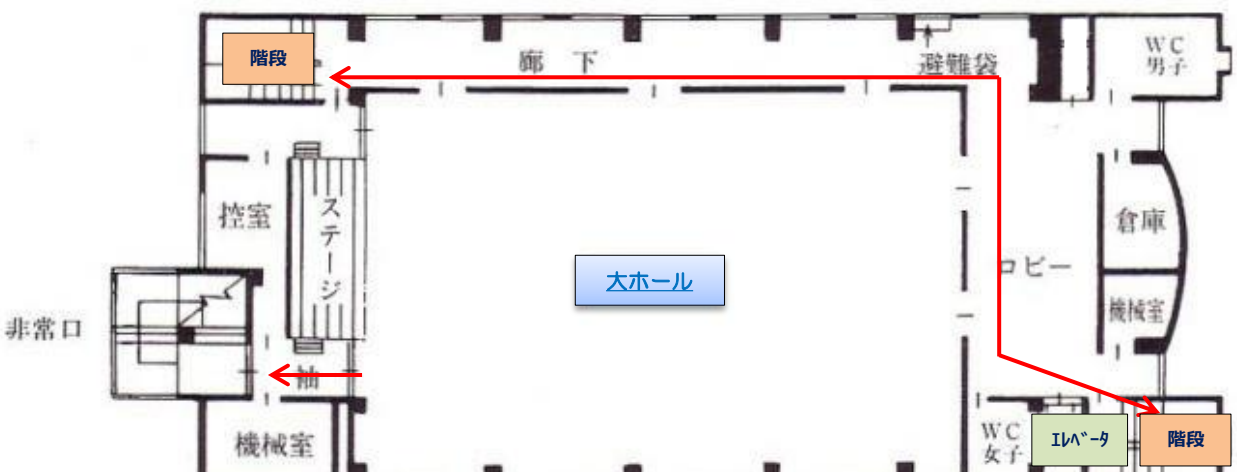 階段
廊下
避難袋
WC
男子
控室
ステージ
倉庫
大ホール
ロビー
機械室
非常口
袖
機械室
WC
女子
ｴﾚﾍﾞｰﾀ
階段